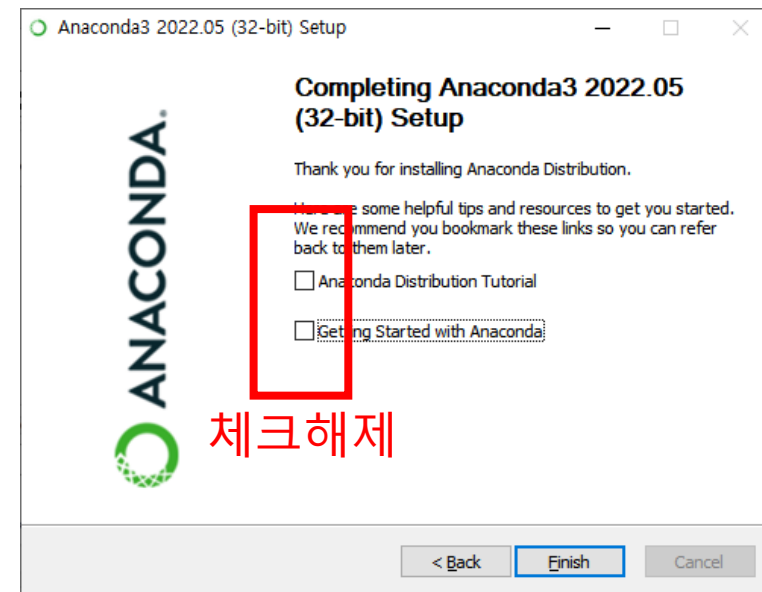 Anaconda3 2022.05 (32-bit) Setup
ANACONDA.
Completing Anaconda3 2022.05
(32-bit) Setup
Thank you for installing Anaconda Distribution.
Here are some helpful tips and resources to get you started.
We recommend you bookmark these links so you can refer
back to them later.
Anaconda Distribution Tutorial
Getting Started with Anaconda
체크해제
< Back
Finish
Cancel